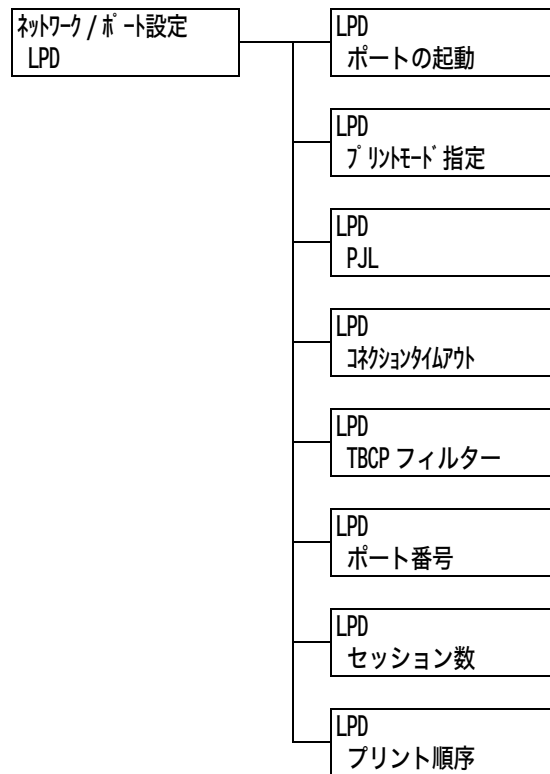 ﾈｯﾄﾜｰｸ / ﾎﾟｰﾄ設定
LPD
LPD
ポートの起動
LPD
ﾌﾟﾘﾝﾄﾓｰﾄﾞ指定
LPD
PJL
LPD
ｺﾈｸｼｮﾝﾀｲﾑｱｳﾄ
LPD
TBCP フィルター
LPD
ポート番号
LPD
セッション数
LPD
プリント順序